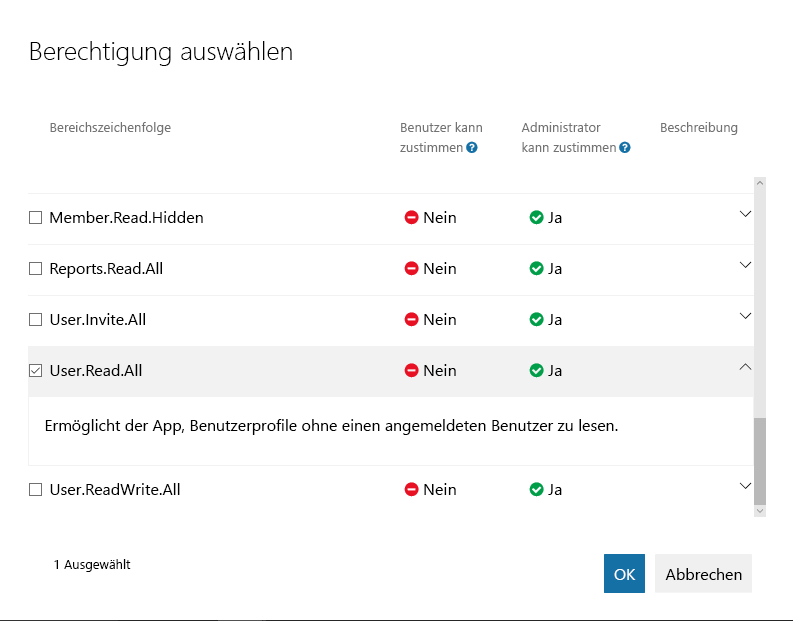 Berechtigung auswählen
Bereichszeichenfolge
Benutzer kann zustimmen
Administrator kann zustimmen
Beschreibung
Member.Read.Hidden Nein Ja
Reports.Read.All Nein Ja
User.Invite.All Nein Ja
User.Read.All Nein Ja
Ermöglicht der App, Benutzerprofile ohne einen angemeldeten Benutzer zu lesen.
User.ReadWrite.All Nein Ja
1 Ausgewählt
OK Abbrechen